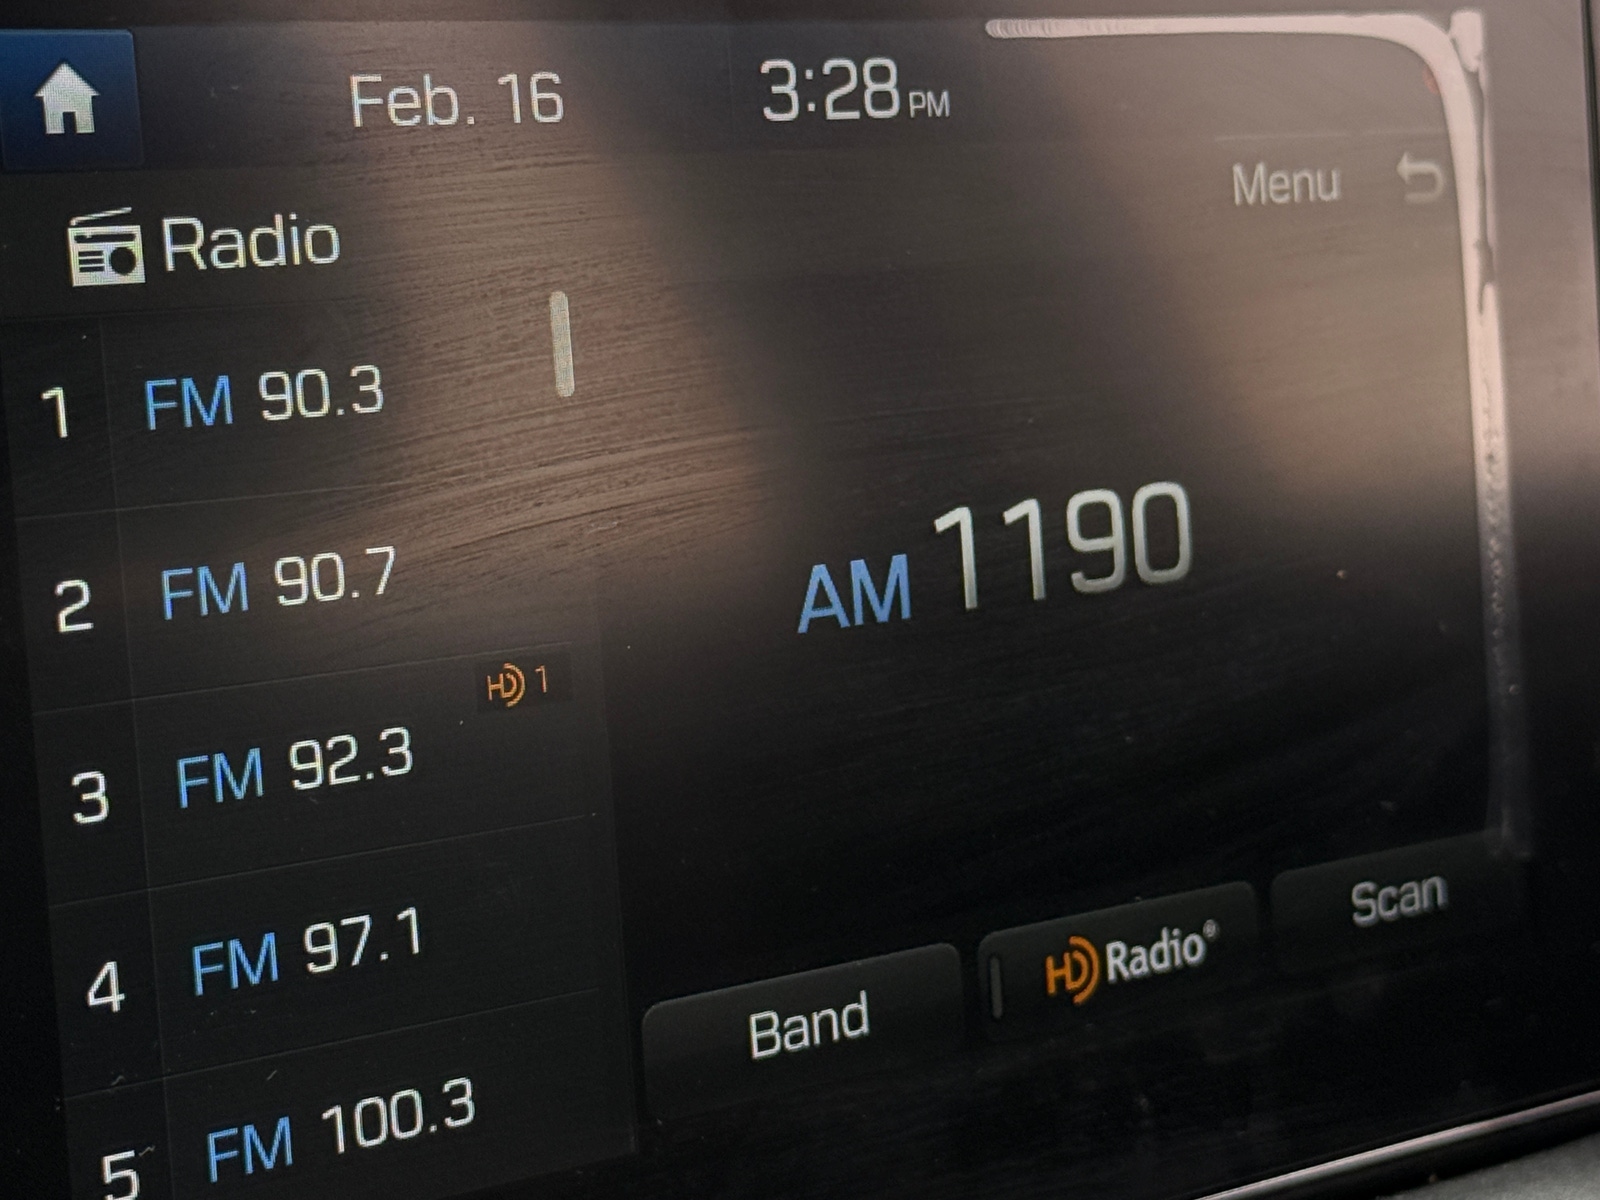 Feb. 16
3:28 PM
Menu
Radio
1 FM 90.3
2 FM 90.7
HD 1
3 FM 92.3
4 FM 97.1
5 FM 100.3
AM 1190
Band
HD Radio®
Scan